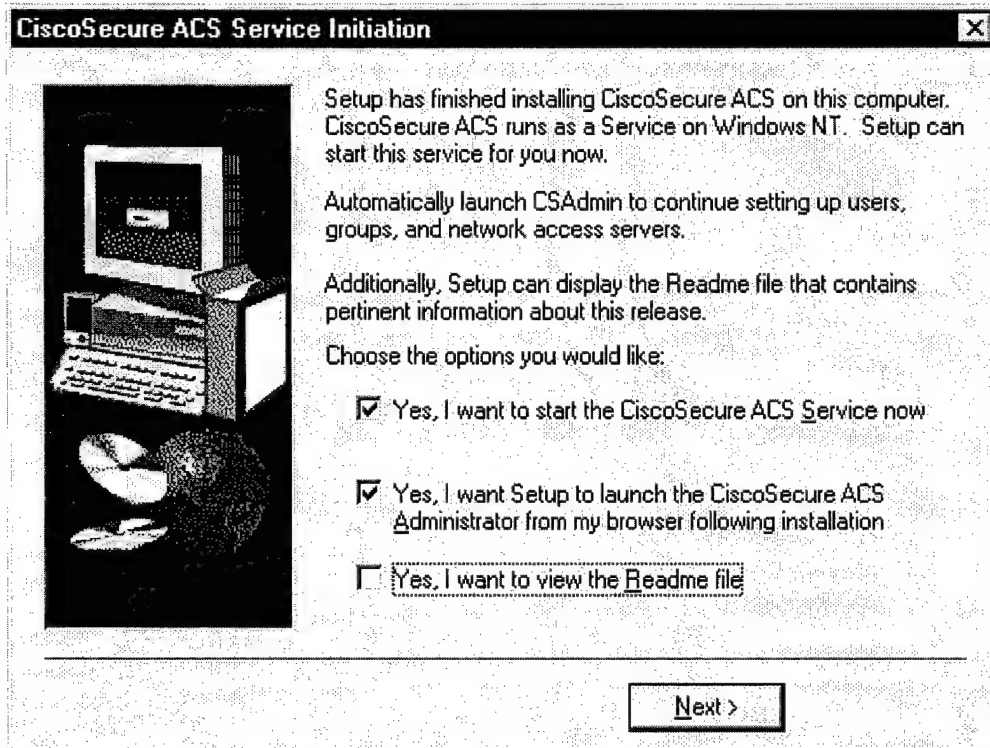 CiscoSecure ACS Service Initiation
Setup has finished installing CiscoSecure ACS on this computer.
CiscoSecure ACS runs as a Service on Windows NT. Setup can
start this service for you now.
Automatically launch CSAdmin to continue setting up users,
groups, and network access servers.
Additionally, Setup can display the Readme file that contains
pertinent information about this release.
Choose the options you would like:
Yes, I want to start the CiscoSecure ACS Service now
Yes, I want Setup to launch the CiscoSecure ACS
Administrator from my browser following installation
Yes, I want to view the Readme file
Next >